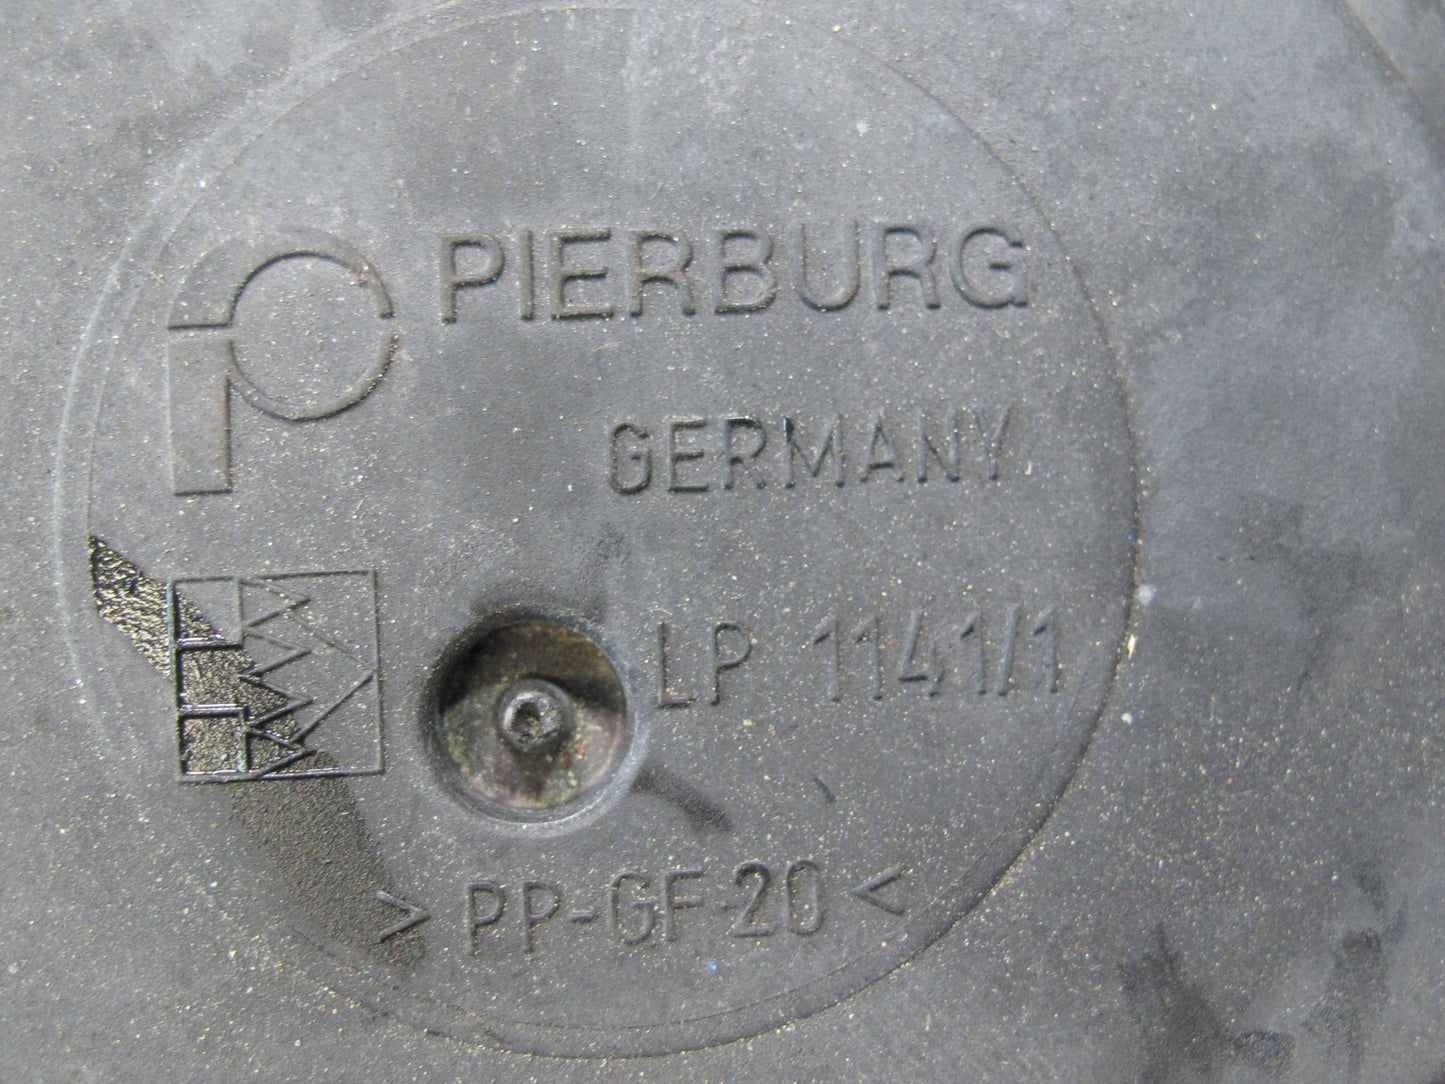 PIERBURG
GERMANY
LP 1141/1
> PP-GF 20 <